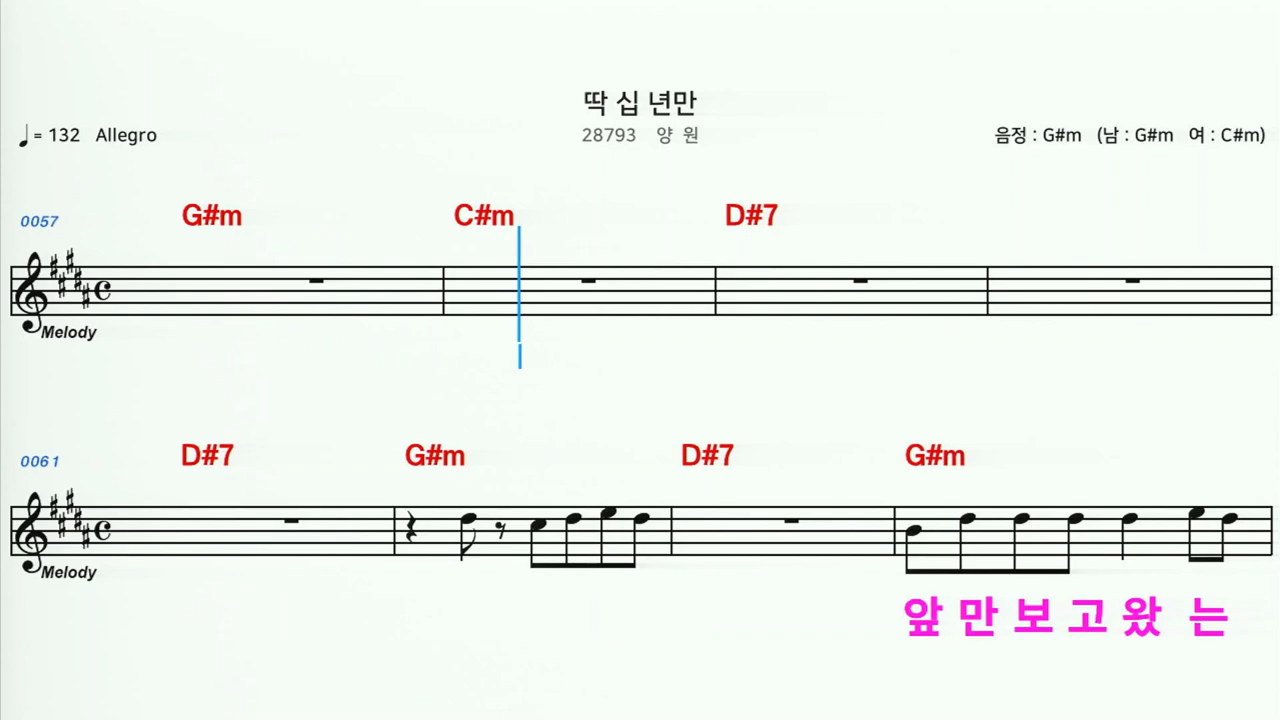 딱 십 년만
♩ = 132 Allegro 28793 양 원 음정 : G#m (남 : G#m 여 : C#m)
0057 G#m C#m D#7
Melody
0061 D#7 G#m D#7 G#m
Melody
앞 만 보 고 왔 는